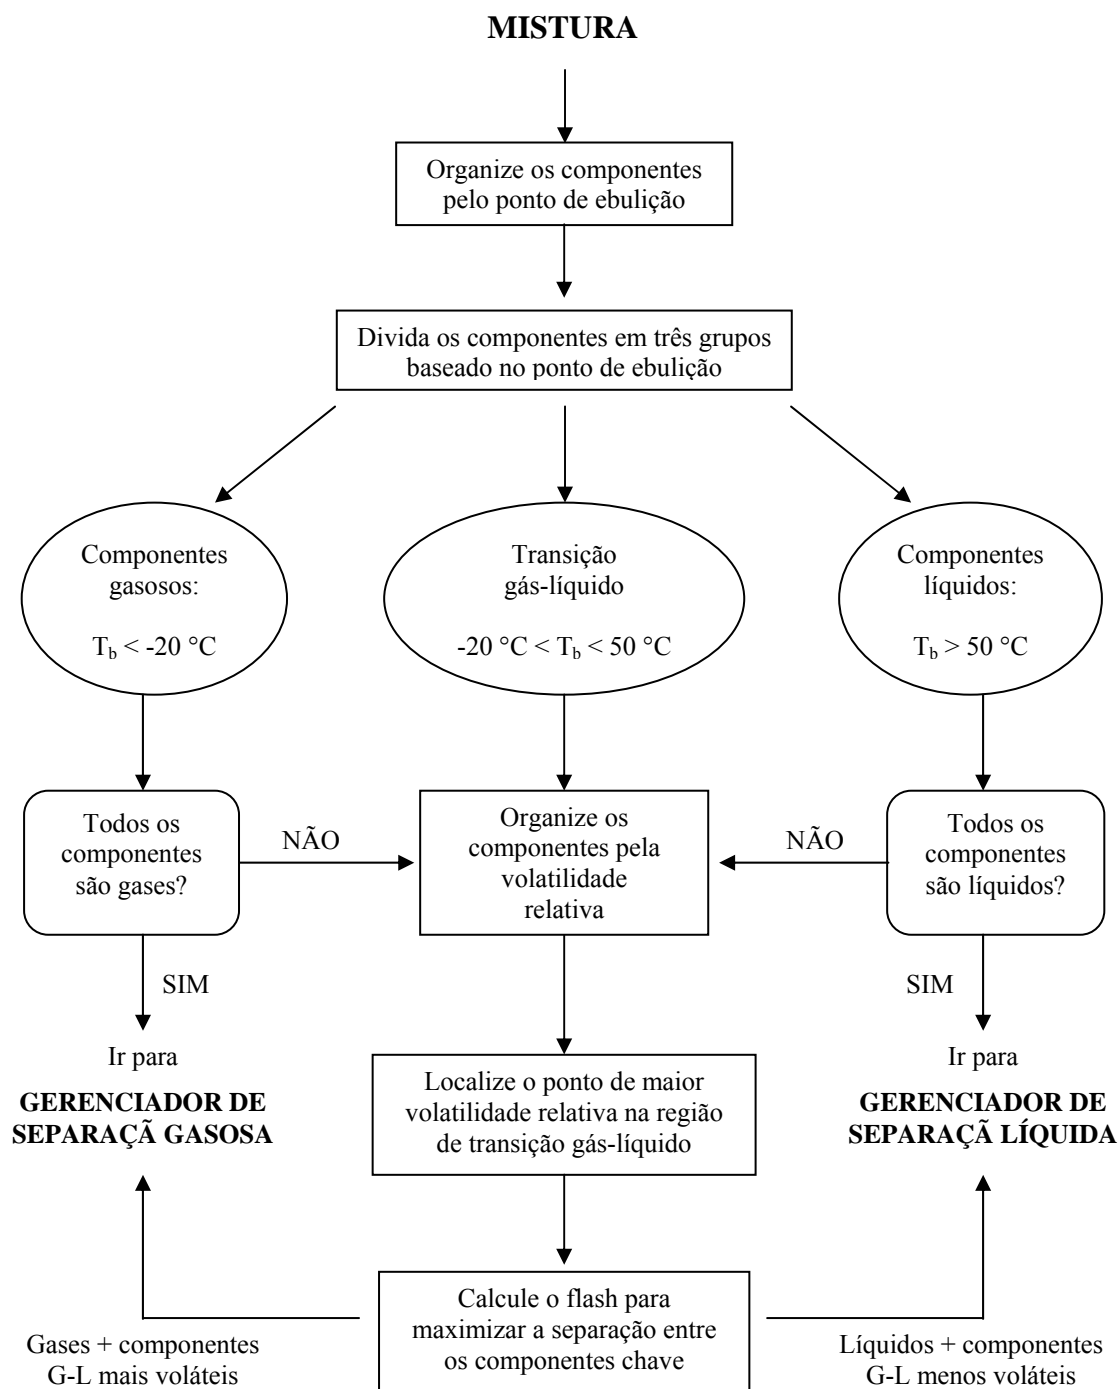 MISTURA
Organize os componentes
pelo ponto de ebulição
Divida os componentes em três grupos
baseado no ponto de ebulição
Componentes
gasosos:
T_b < -20 °C
Transição
gás-líquido
-20 °C < T_b < 50 °C
Componentes
líquidos:
T_b > 50 °C
Todos os
componentes
são gases?
NÃO
Organize os
componentes pela
volatilidade
relativa
NÃO
Todos os
componentes
são líquidos?
SIM
SIM
Ir para
GERENCIADOR DE
SEPARAÇÃ GASOSA
Localize o ponto de maior
volatilidade relativa na região
de transição gás-líquido
Ir para
GERENCIADOR DE
SEPARAÇÃ LÍQUIDA
Calcule o flash para
maximizar a separação entre
os componentes chave
Gases + componentes
G-L mais voláteis
Líquidos + componentes
G-L menos voláteis